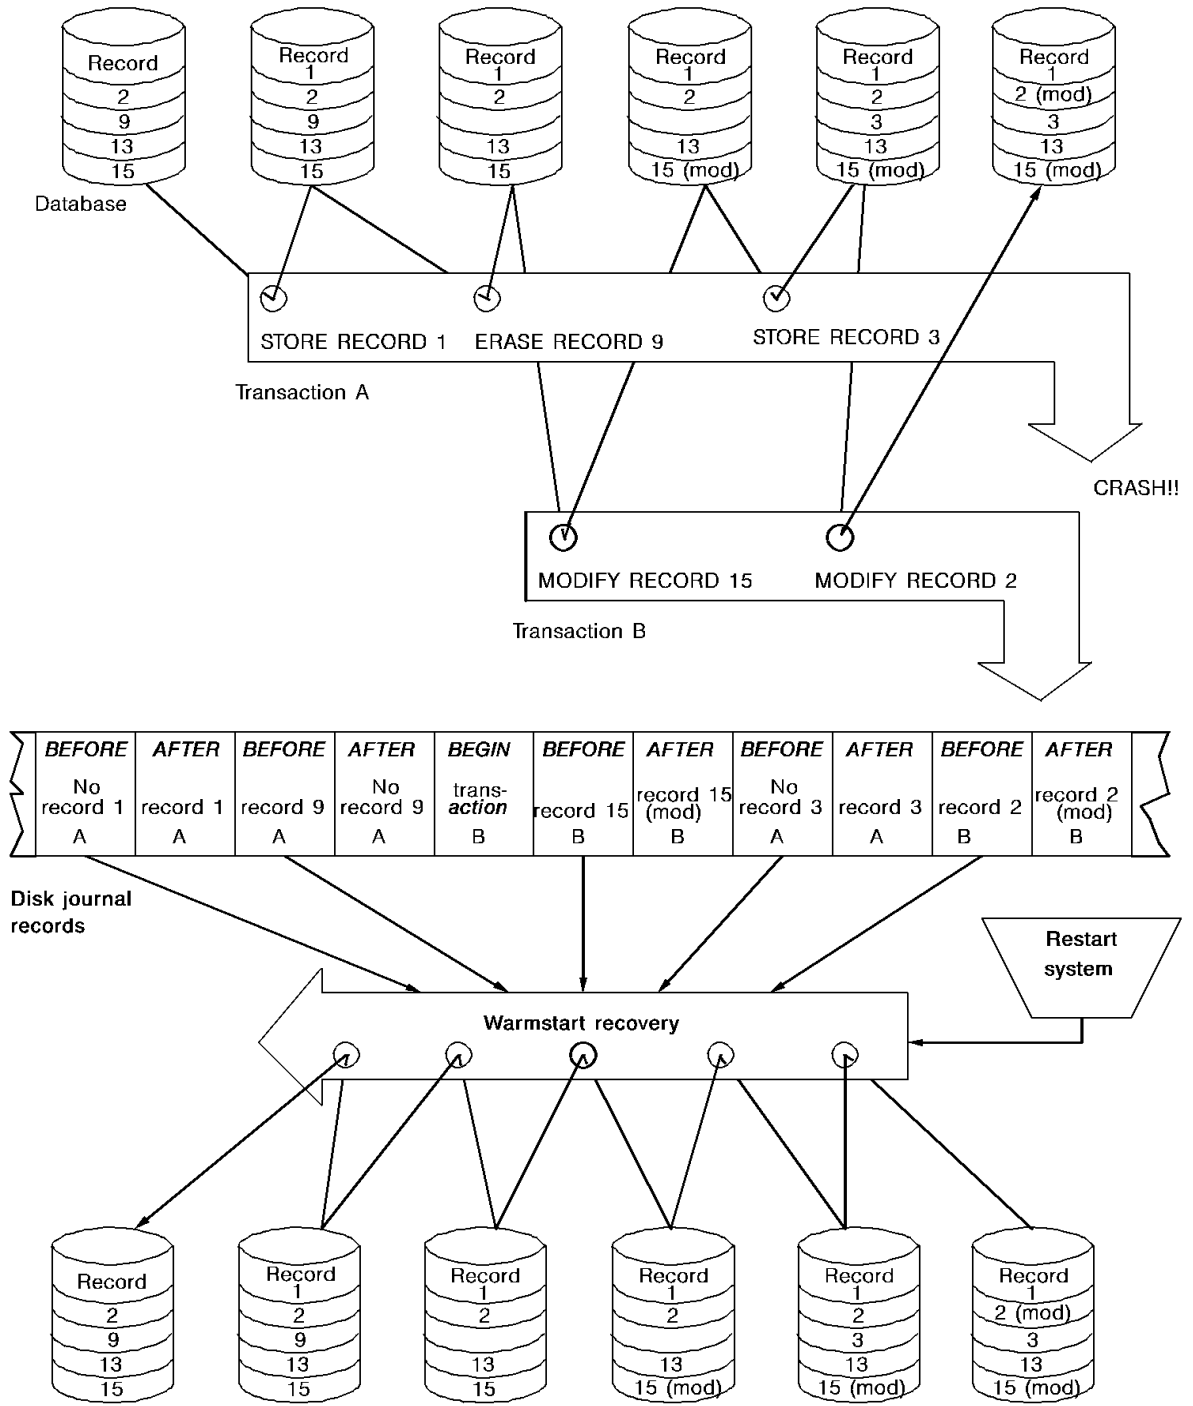 Record
2
9
13
15
Record
1
2
9
13
15
Record
1
2
13
15
Record
1
2
13
15 (mod)
Record
1
2
3
13
15 (mod)
Record
1
2 (mod)
3
13
15 (mod)
Database
STORE RECORD 1
ERASE RECORD 9
STORE RECORD 3
Transaction A
CRASH!!
MODIFY RECORD 15
MODIFY RECORD 2
Transaction B
BEFORE
No
record 1
A
AFTER
record 1
A
BEFORE
record 9
A
AFTER
No
record 9
A
BEGIN
trans-
action
B
BEFORE
record 15
B
AFTER
record 15
(mod)
B
BEFORE
No
record 3
A
AFTER
record 3
A
BEFORE
record 2
B
AFTER
record 2
(mod)
B
Disk journal
records
Restart
system
Warmstart recovery
Record
2
9
13
15
Record
1
2
9
13
15
Record
1
2
13
15
Record
1
2
13
15 (mod)
Record
1
2
3
13
15 (mod)
Record
1
2 (mod)
3
13
15 (mod)